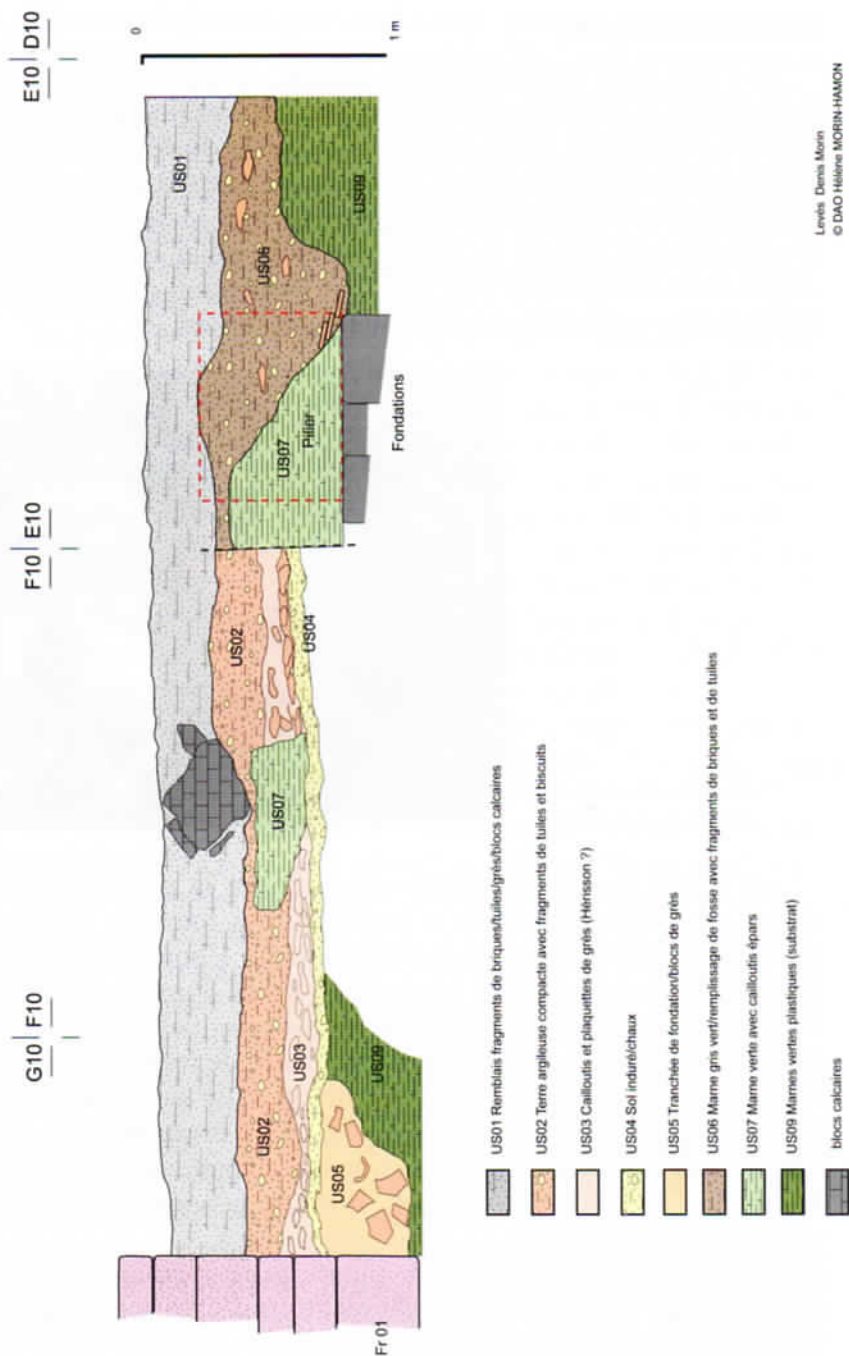 G10 | F10
F10 | E10
E10 | D10
0
1 m
US01
US02
US02
US03
US04
US05
US06
US07
US07
US09
US09
Pilier
Fondations
Fr 01
US01 Remblais fragments de briques/tuiles/grès/blocs calcaires
US02 Terre argileuse compacte avec fragments de tuiles et biscuits
US03 Cailloutis et plaquettes de grès (Hérisson ?)
US04 Sol induré/chaux
US05 Tranchée de fondation/blocs de grès
US06 Marne gris vert/remplissage de fosse avec fragments de briques et de tuiles
US07 Marne verte avec cailloutis épars
US09 Marnes vertes plastiques (substrat)
blocs calcaires
Levés Denis Morin
© DAO Hélène MORIN-HAMON